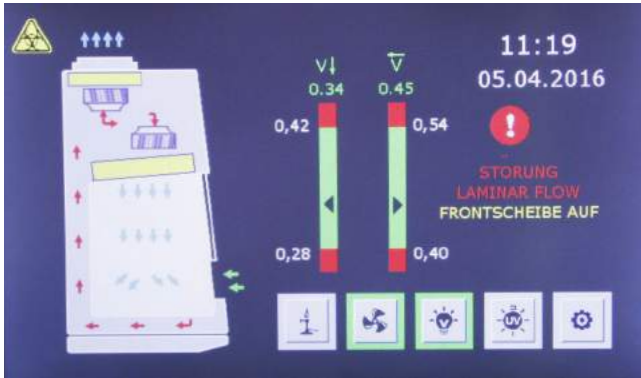 11:19
05.04.2016
V↓
V
0.34
0.45
0,42
0,54
STORUNG
LAMINAR FLOW
FRONTSCHEIBE AUF
0,28
0,40
UV